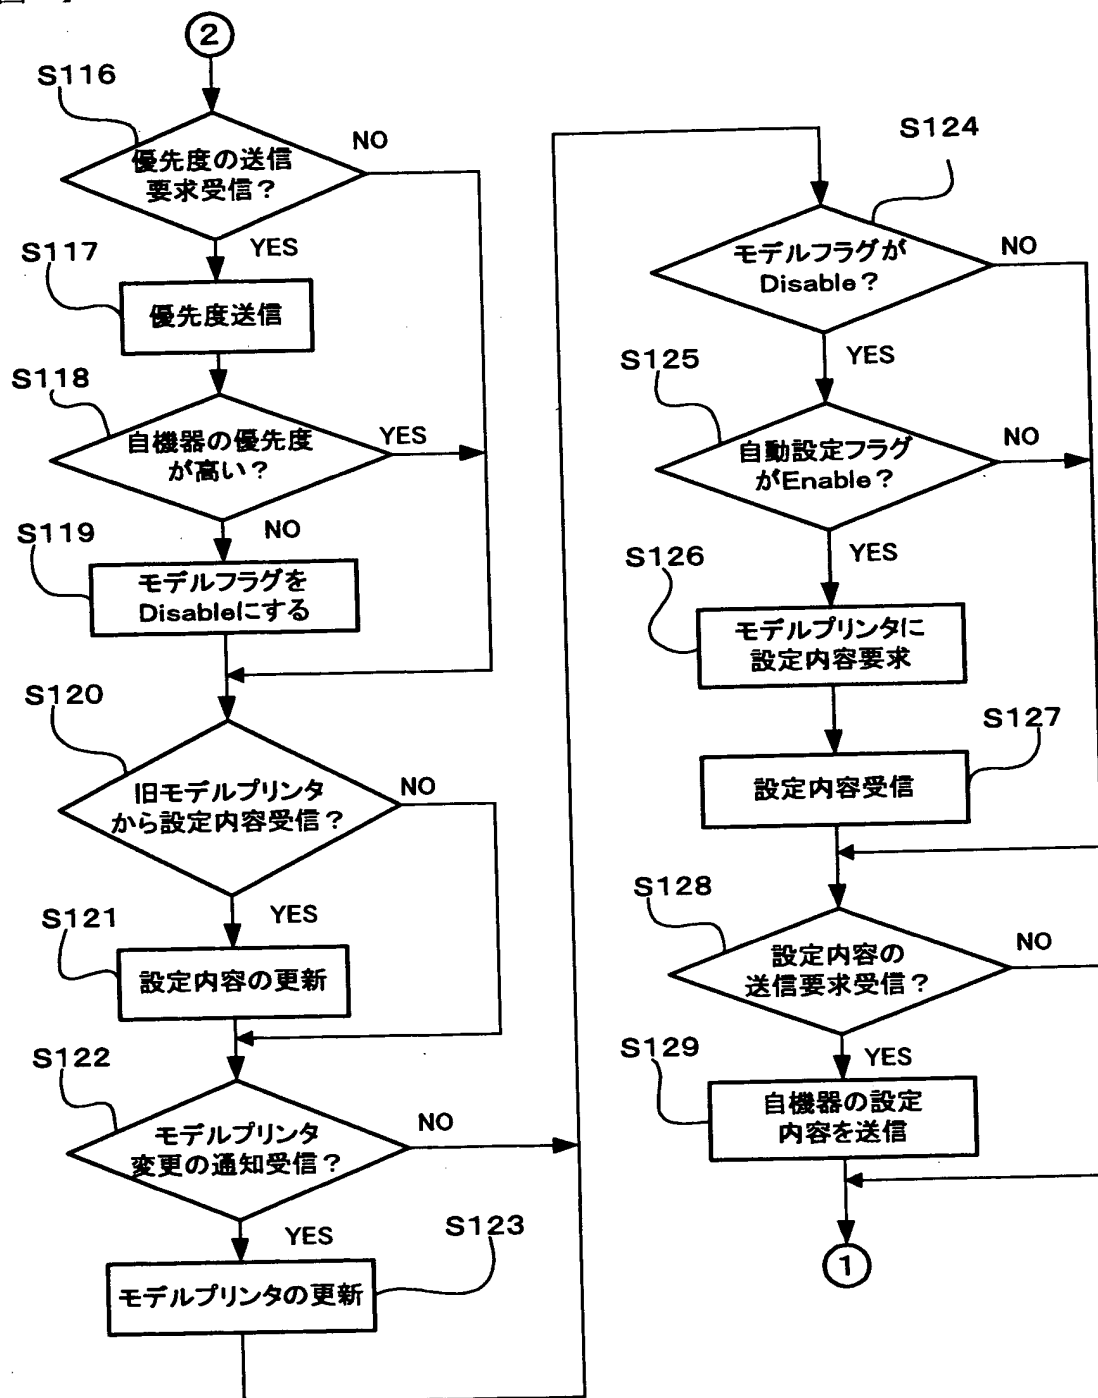 2
S116
優先度の送信
要求受信？
NO
YES
S117
優先度送信
S118
自機器の優先度
が高い？
YES
NO
S119
モデルフラグを
Disableにする
S120
旧モデルプリンタ
から設定内容受信？
NO
YES
S121
設定内容の更新
S122
モデルプリンタ
変更の通知受信？
NO
YES
S123
モデルプリンタの更新
S124
モデルフラグが
Disable？
NO
YES
S125
自動設定フラグ
がEnable？
NO
YES
S126
モデルプリンタに
設定内容要求
S127
設定内容受信
S128
設定内容の
送信要求受信？
NO
YES
S129
自機器の設定
内容を送信
1